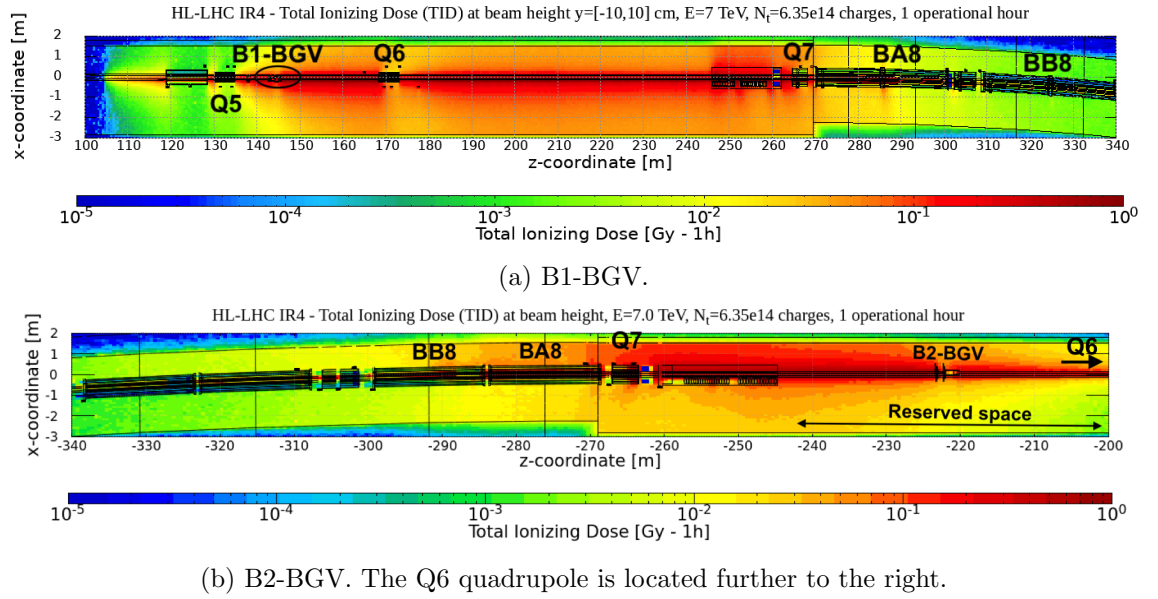 HL-LHC IR4 - Total Ionizing Dose (TID) at beam height y=[-10,10] cm, E=7 TeV, N_t=6.35e14 charges, 1 operational hour
x-coordinate [m]
2
1
0
-1
-2
-3
B1-BGV
Q6
Q7
BA8
BB8
Q5
100 110 120 130 140 150 160 170 180 190 200 210 220 230 240 250 260 270 280 290 300 310 320 330 340
z-coordinate [m]
10^-5 10^-4 10^-3 10^-2 10^-1 10^0
Total Ionizing Dose [Gy - 1h]
(a) B1-BGV.
HL-LHC IR4 - Total Ionizing Dose (TID) at beam height, E=7.0 TeV, N_t=6.35e14 charges, 1 operational hour
x-coordinate [m]
2
1
0
-1
-2
-3
BB8
BA8
Q7
B2-BGV
Q6
Reserved space
-340 -330 -320 -310 -300 -290 -280 -270 -260 -250 -240 -230 -220 -210 -200
z-coordinate [m]
10^-5 10^-4 10^-3 10^-2 10^-1 10^0
Total Ionizing Dose [Gy - 1h]
(b) B2-BGV. The Q6 quadrupole is located further to the right.